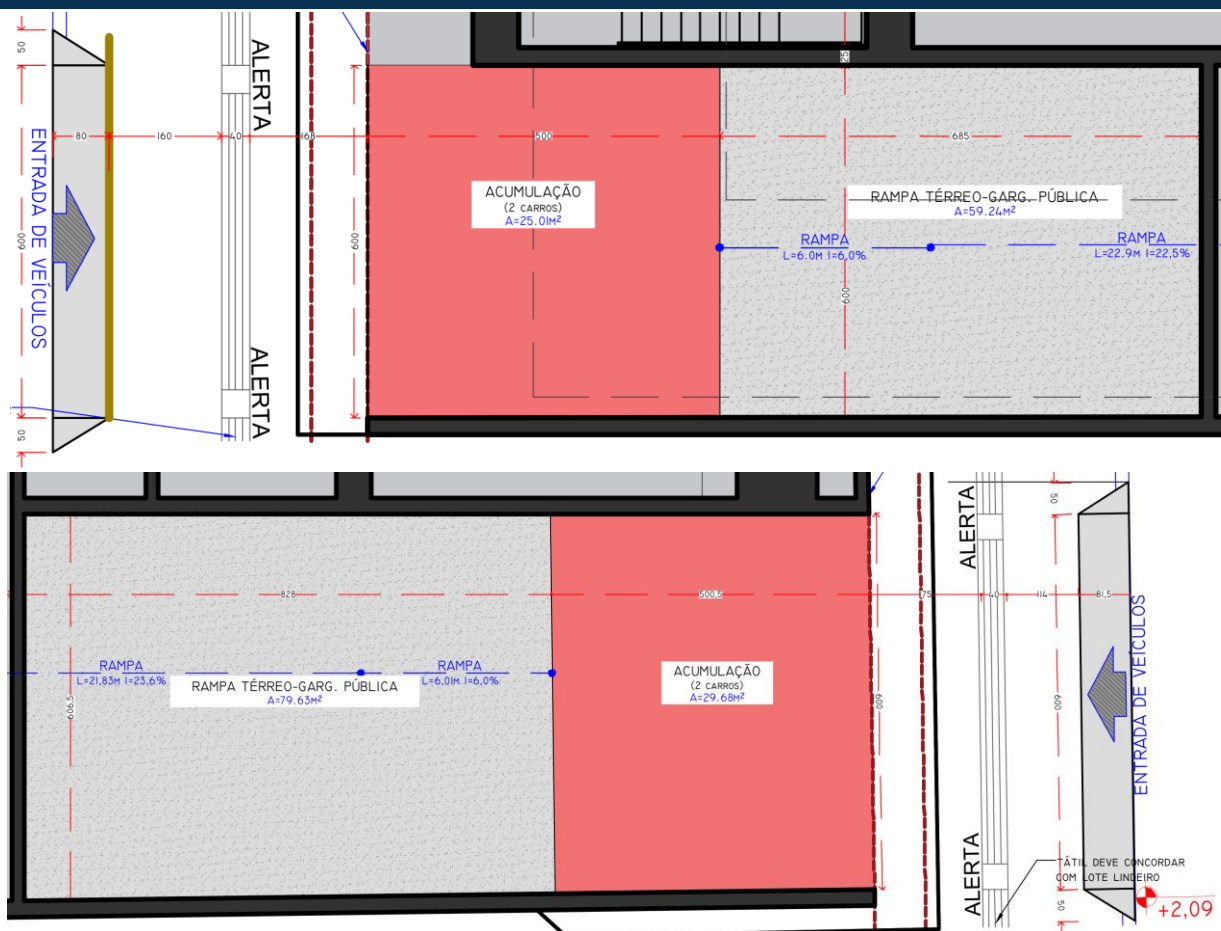 50
600
50
ENTRADA DE VEÍCULOS
80
160
40
168
500
685
ALERTA
ALERTA
600
25
ACUMULAÇÃO
(2 CARROS)
A=25.01M²
RAMPA TÉRREO-GARG. PÚBLICA
A=59.24M²
RAMPA
L=6.0M I=6,0%
RAMPA
L=22.9M I=22,5%
600
828
500.5
75
40
114
81.5
606.5
RAMPA
L=21,83M I=23,6%
RAMPA TÉRREO-GARG. PÚBLICA
A=79.63M²
RAMPA
L=6,01M I=6,0%
ACUMULAÇÃO
(2 CARROS)
A=29.68M²
600
ALERTA
ALERTA
50
600
50
ENTRADA DE VEÍCULOS
TÁTIL DEVE CONCORDAR
COM LOTE LINDEIRO
+2,09